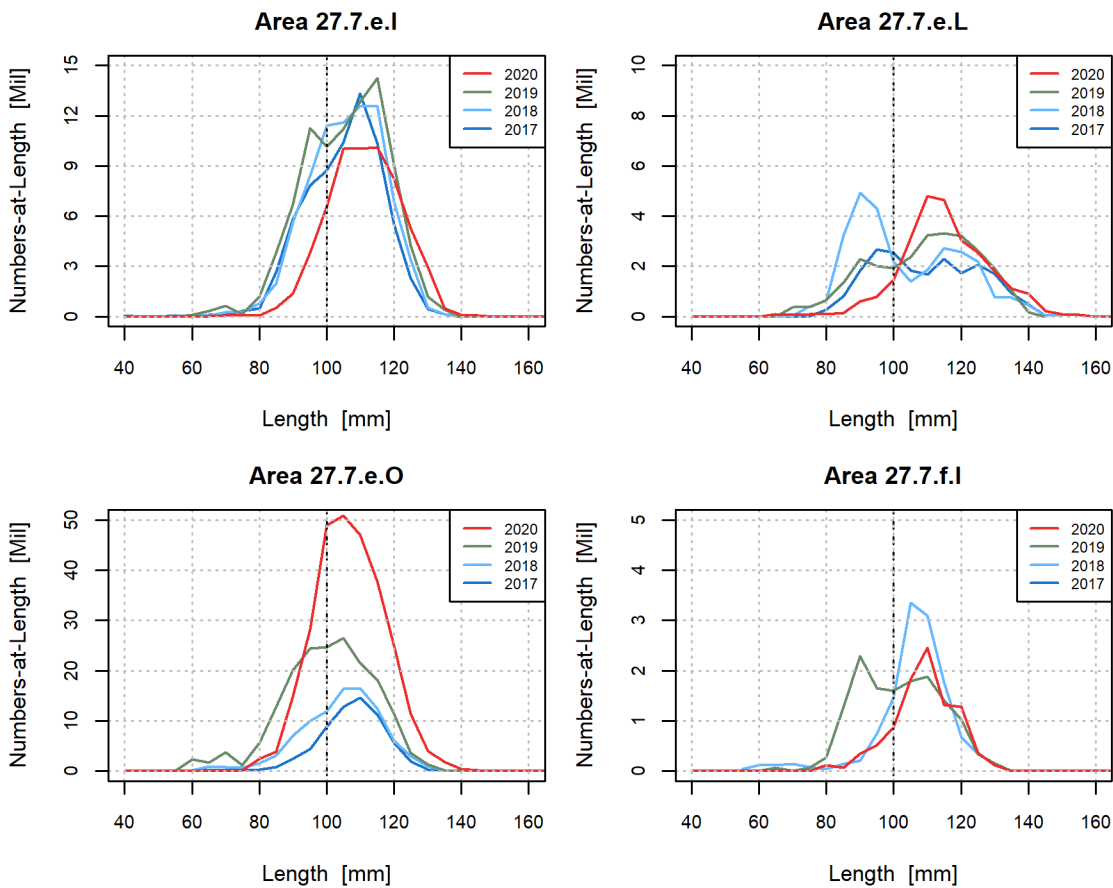 Area 27.7.e.I
Numbers-at-Length [Mil]
15
12
9
6
3
0
2020
2019
2018
2017
40 60 80 100 120 140 160
Length [mm]
Area 27.7.e.L
Numbers-at-Length [Mil]
10
8
6
4
2
0
2020
2019
2018
2017
40 60 80 100 120 140 160
Length [mm]
Area 27.7.e.O
Numbers-at-Length [Mil]
50
40
30
20
10
0
2020
2019
2018
2017
40 60 80 100 120 140 160
Length [mm]
Area 27.7.f.I
Numbers-at-Length [Mil]
5
4
3
2
1
0
2020
2019
2018
2017
40 60 80 100 120 140 160
Length [mm]